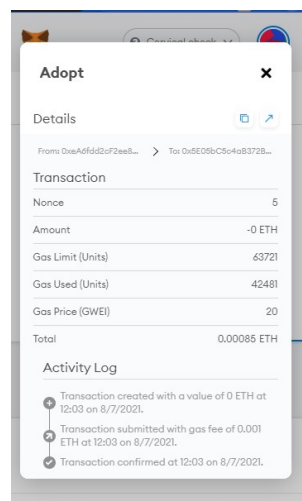 Adopt
Details
From: 0xeA6fdd2cF2ee8... > To: 0x5E05bC5c4aB372B...
Transaction
Nonce 5
Amount -0 ETH
Gas Limit (Units) 63721
Gas Used (Units) 42481
Gas Price (GWEI) 20
Total 0.00085 ETH
Activity Log
Transaction created with a value of 0 ETH at
12:03 on 8/7/2021.
Transaction submitted with gas fee of 0.001
ETH at 12:03 on 8/7/2021.
Transaction confirmed at 12:03 on 8/7/2021.